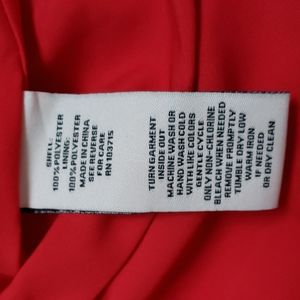 SHELL:
100% POLYESTER
LINING:
100% POLYESTER
MADE IN CHINA
SEE REVERSE
FOR CARE
RN 103715
TURN GARMENT
INSIDE OUT
MACHINE WASH OR
HAND WASH COLD
WITH LIKE COLORS
GENTLE CYCLE
ONLY NON-CHLORINE
BLEACH WHEN NEEDED
REMOVE PROMPTLY
TUMBLE DRY LOW
WARM IRON
IF NEEDED
OR DRY CLEAN